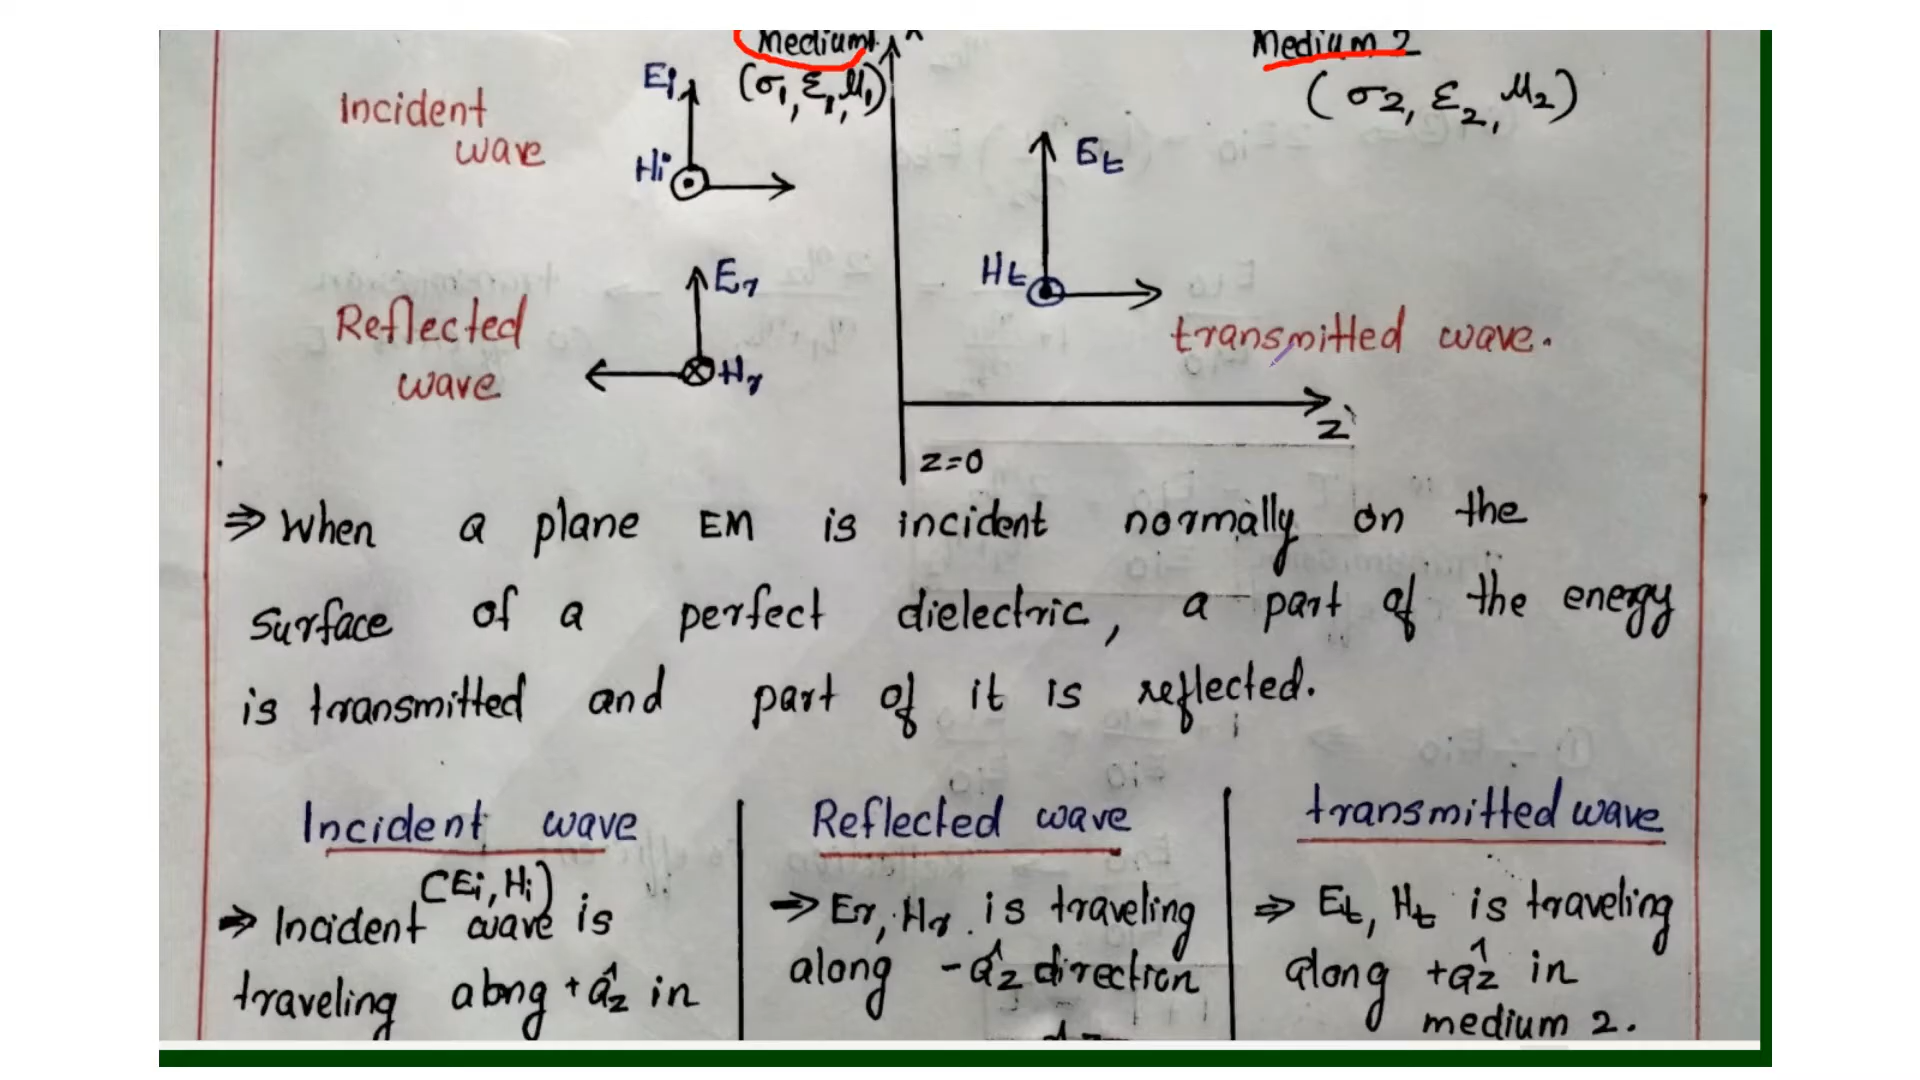 Medium 1.
Medium 2
(σ1, ε1, μ1)
(σ2, ε2, μ2)
Ei
Incident
wave
Hi
Et
Ht
Er
Reflected
wave
Hr
transmitted wave.
z
z=0
⇒ When a plane EM is incident normally on the
surface of a perfect dielectric, a part of the energy
is transmitted and part of it is reflected.
Incident wave
Reflected wave
transmitted wave
(Ei, Hi)
⇒ Incident wave is
traveling along +âz in
⇒ Er, Hr is traveling
along -âz direction
⇒ Et, Ht is traveling
along +âz in
medium 2.